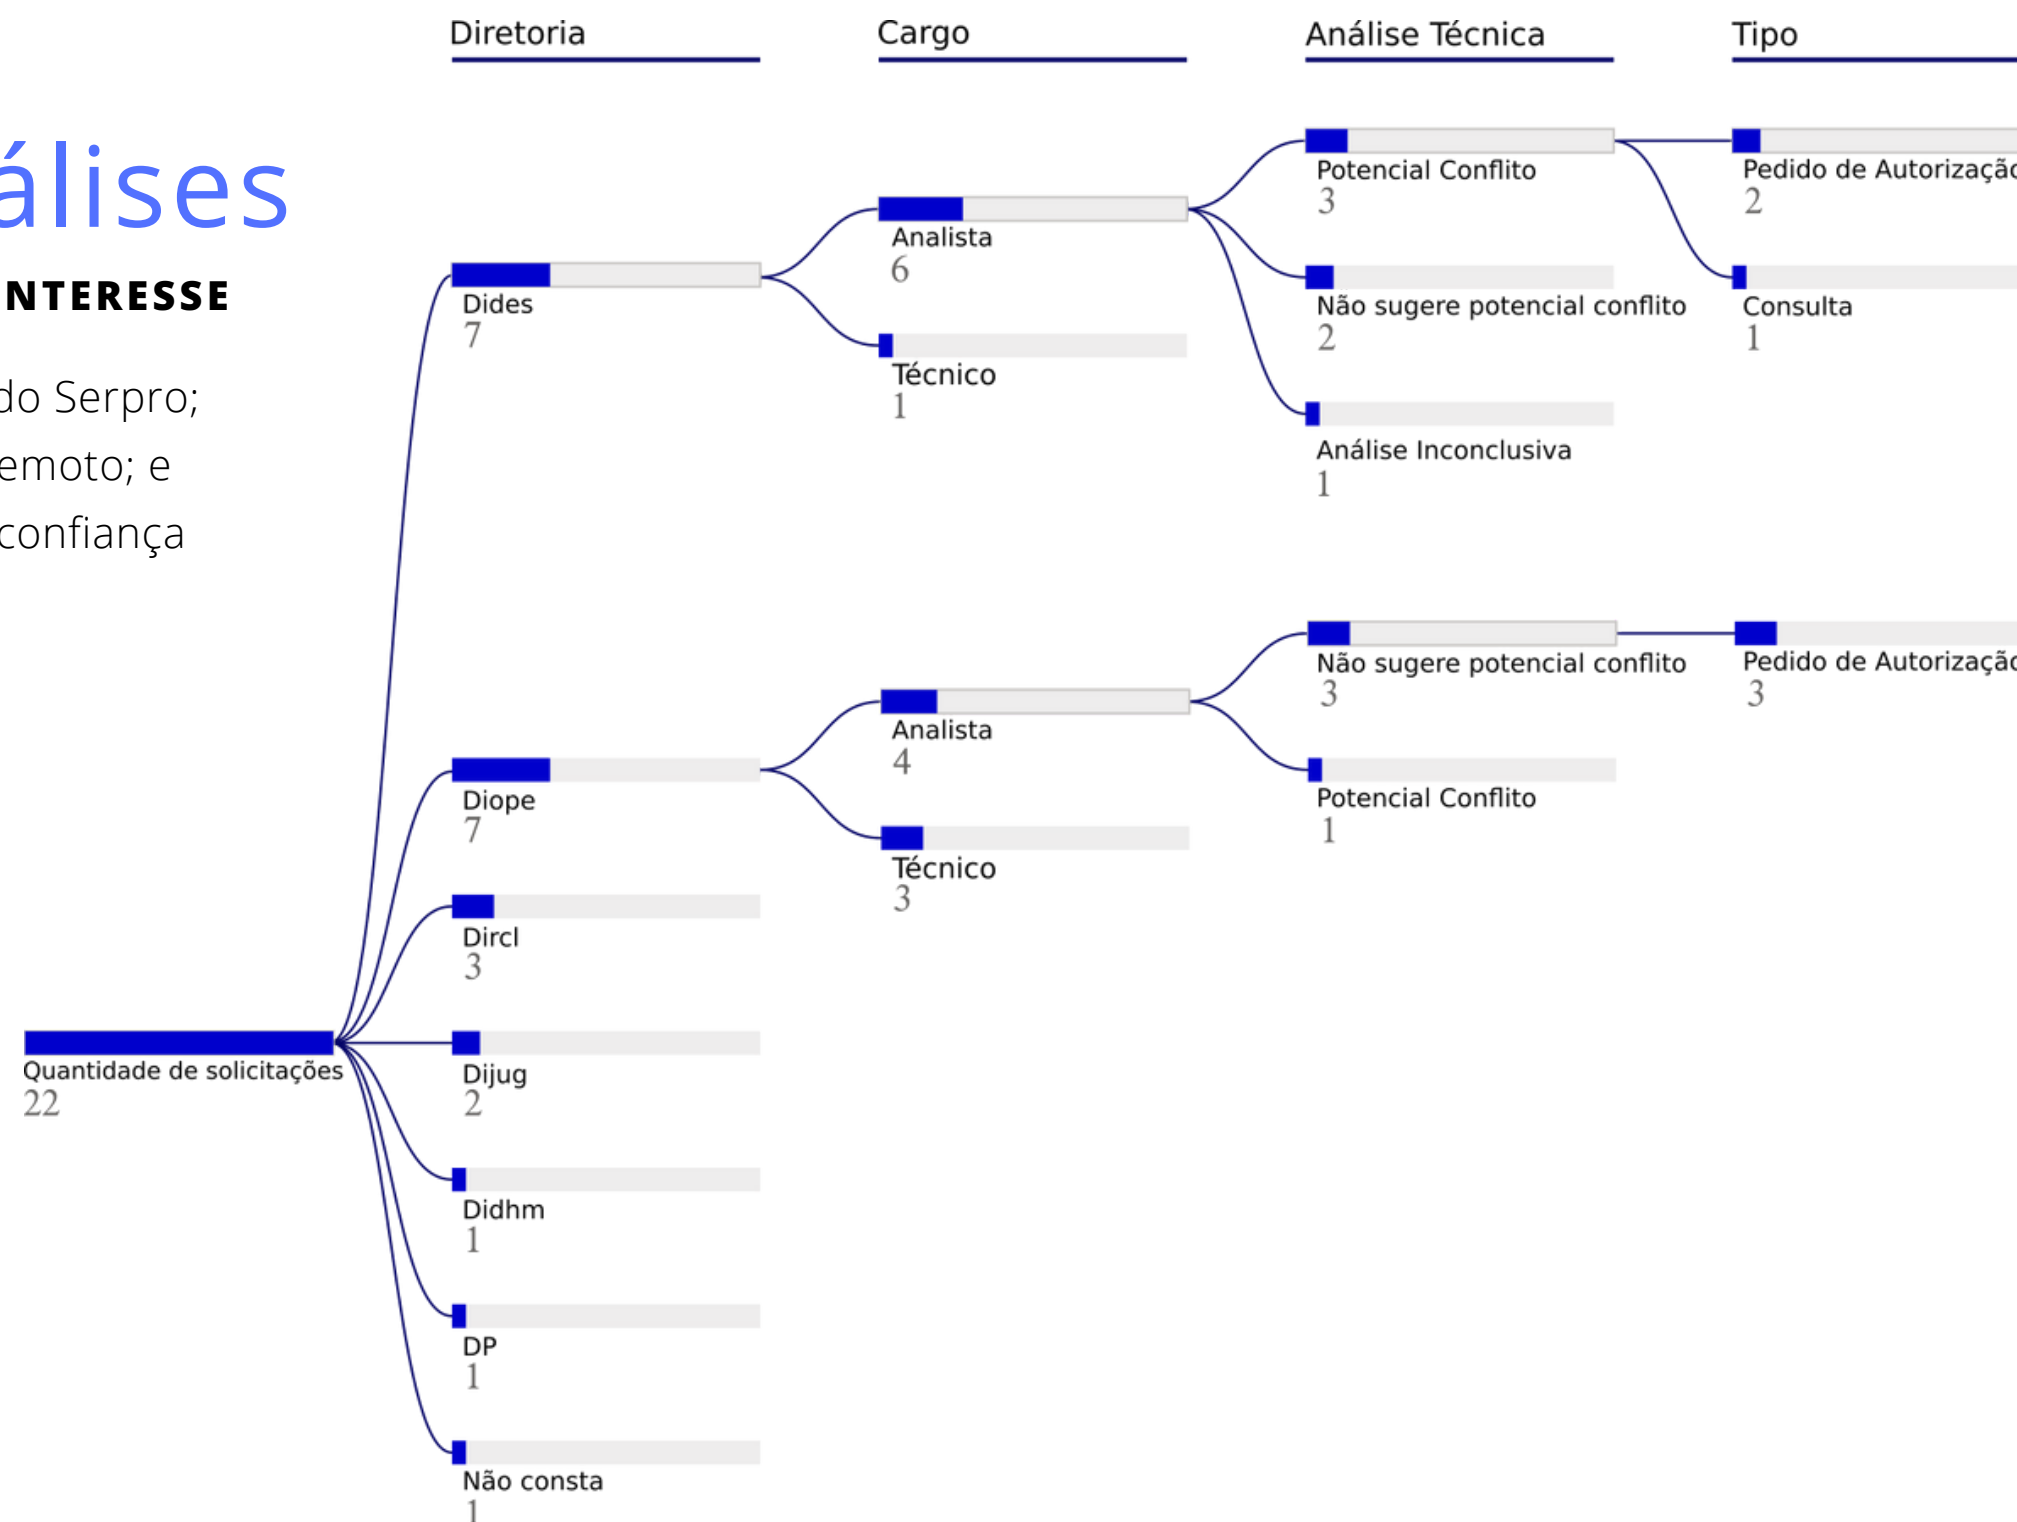 Diretoria
Cargo
Análise Técnica
Tipo
álises
NTERESSE
do Serpro;
emoto; e
confiança
Quantidade de solicitações
22
Dides
7
Diope
7
Dircl
3
Dijug
2
Didhm
1
DP
1
Não consta
1
Analista
6
Técnico
1
Analista
4
Técnico
3
Potencial Conflito
3
Não sugere potencial conflito
2
Análise Inconclusiva
1
Não sugere potencial conflito
3
Potencial Conflito
1
Pedido de Autorização
2
Consulta
1
Pedido de Autorização
3